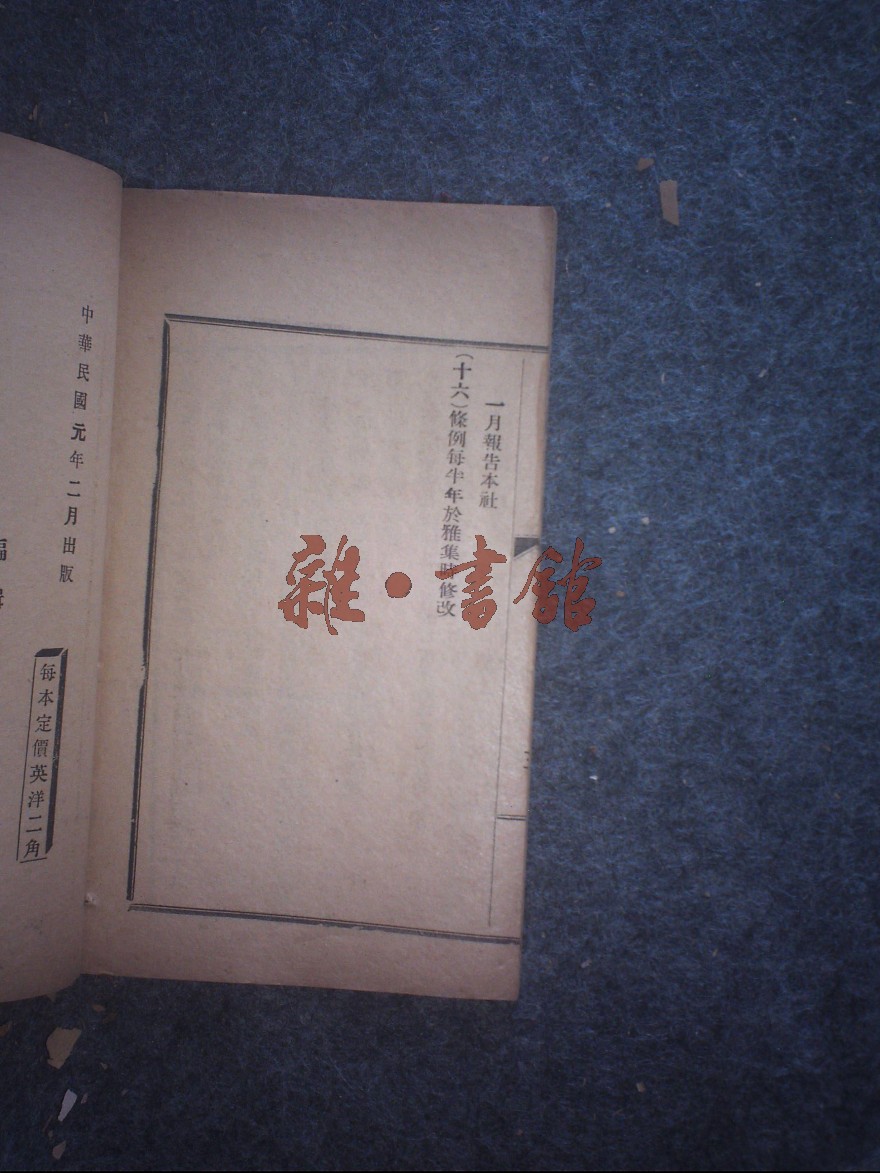 一月報告本社
(十六)條例每半年於雅集時修改
中華民國元年二月出版
每本定價英洋二角
雜·書館